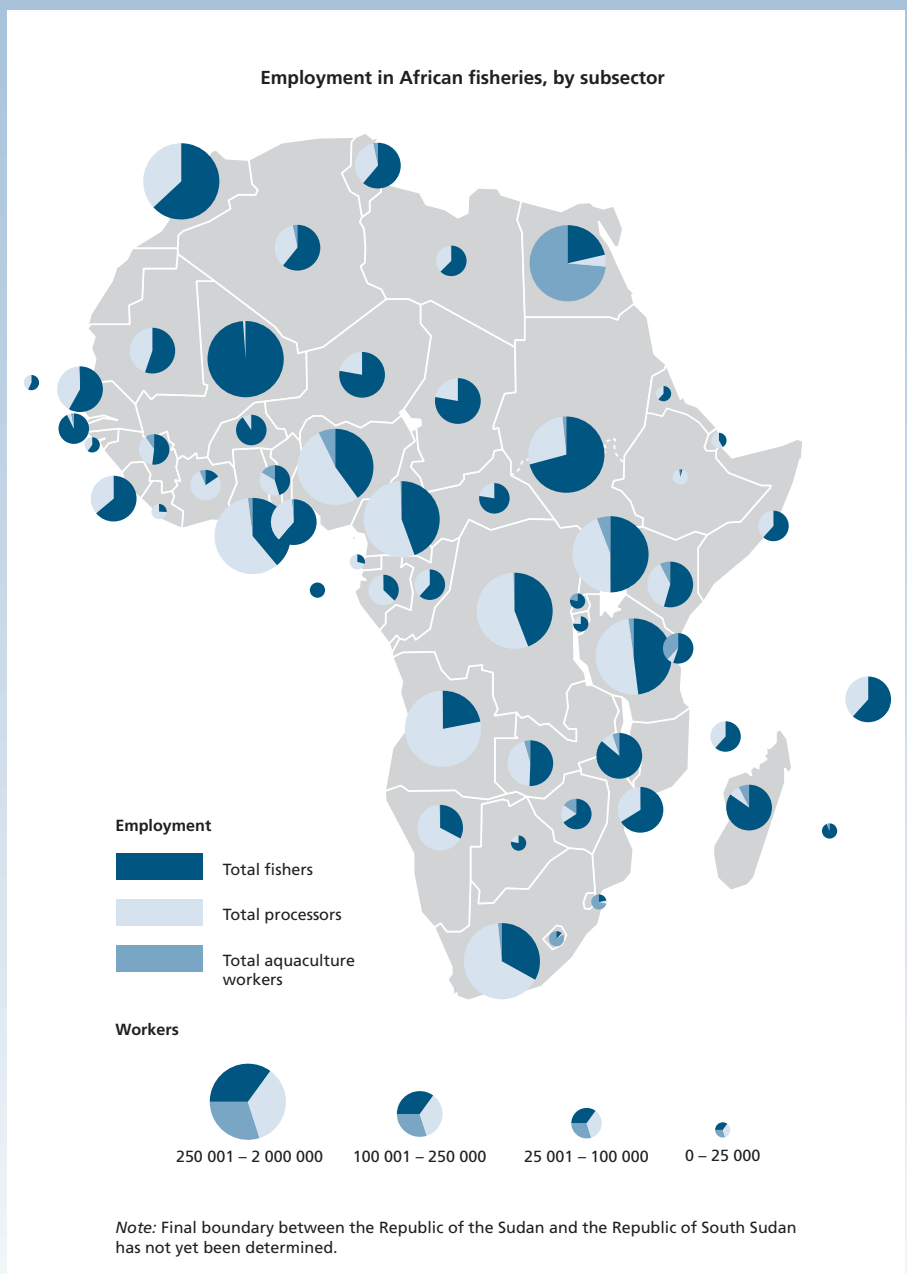 Employment in African fisheries, by subsector
Employment
Total fishers
Total processors
Total aquaculture
workers
Workers
250 001 – 2 000 000
100 001 – 250 000
25 001 – 100 000
0 – 25 000
Note: Final boundary between the Republic of the Sudan and the Republic of South Sudan
has not yet been determined.